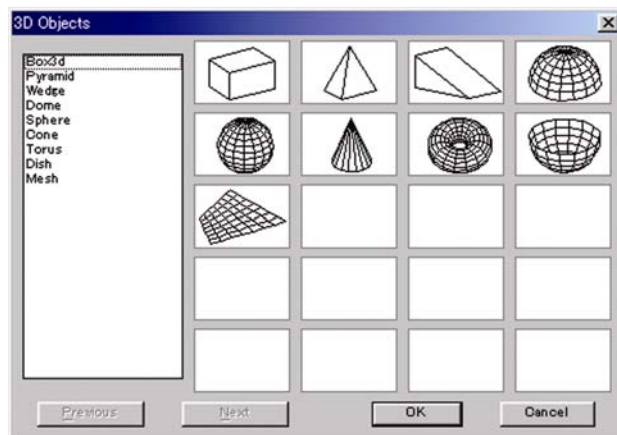 3D Objects
Box3d
Pyramid
Wedge
Dome
Sphere
Cone
Torus
Dish
Mesh
Previous
Next
OK
Cancel